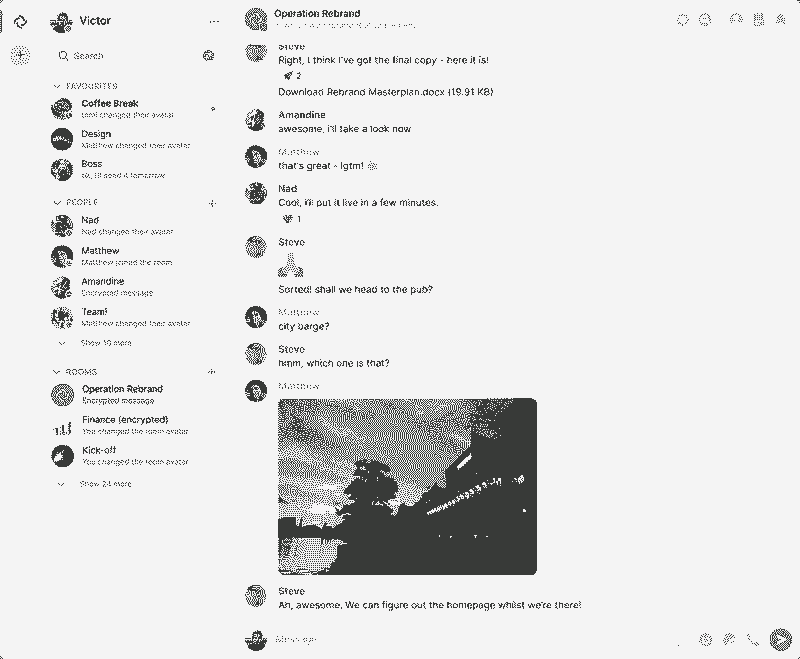 Victor
Search
FAVOURITES
Coffee Break
changed their avatar
Design
Matthew changed their avatar
Boss
ok, I'll send it tomorrow
PEOPLE
Nad
Nad changed their avatar
Matthew
Matthew joined the room
Amandine
Encrypted message
Team!
Matthew changed their avatar
Show 10 more
ROOMS
Operation Rebrand
Encrypted message
Finance (encrypted)
You changed the room avatar
Kick-off
You changed the room avatar
Show 24 more
Operation Rebrand
Steve
Right, I think I've got the final copy - here it is!
2
Download Rebrand Masterplan.docx (19.91 KB)
Amandine
awesome, i'll take a look now
Matthew
that's great - lgtm!
Nad
Cool, i'll put it live in a few minutes.
1
Steve
Sorted! shall we head to the pub?
Matthew
city barge?
Steve
hmm, which one is that?
Matthew
Steve
Ah, awesome. We can figure out the homepage whilst we're there!
Message